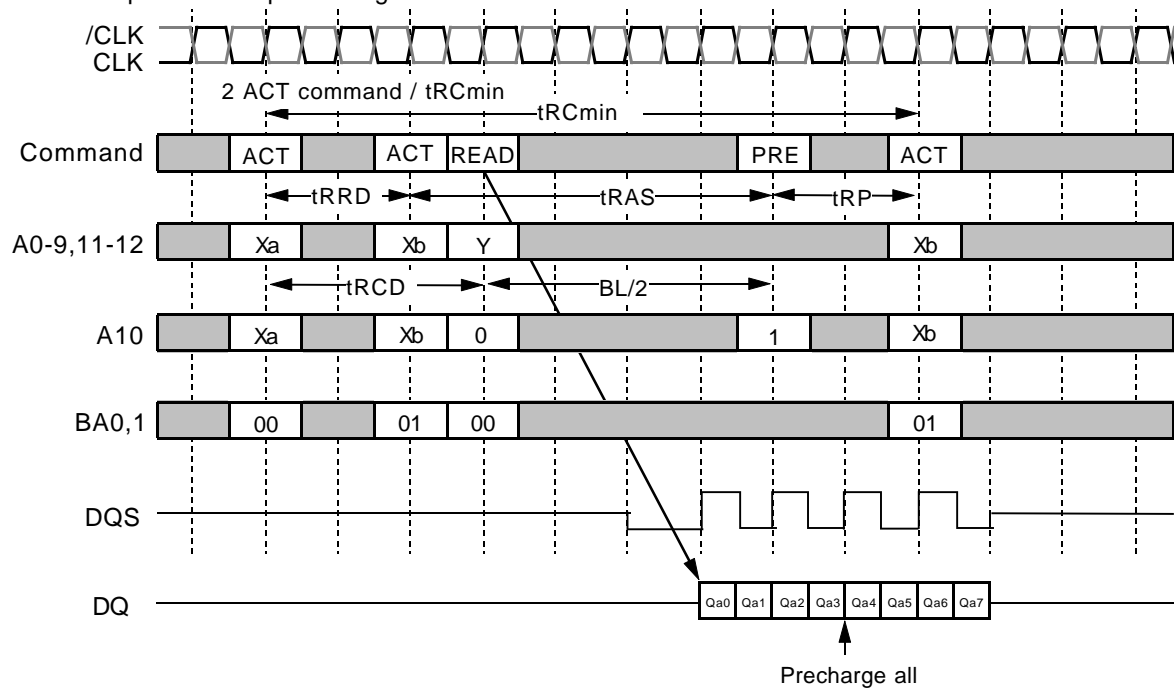 /CLK
CLK
2 ACT command / tRCmin
tRCmin
Command ACT ACT READ PRE ACT
tRRD tRAS tRP
A0-9,11-12 Xa Xb Y Xb
tRCD BL/2
A10 Xa Xb 0 1 Xb
BA0,1 00 01 00 01
DQS
DQ Qa0 Qa1 Qa2 Qa3 Qa4 Qa5 Qa6 Qa7
Precharge all